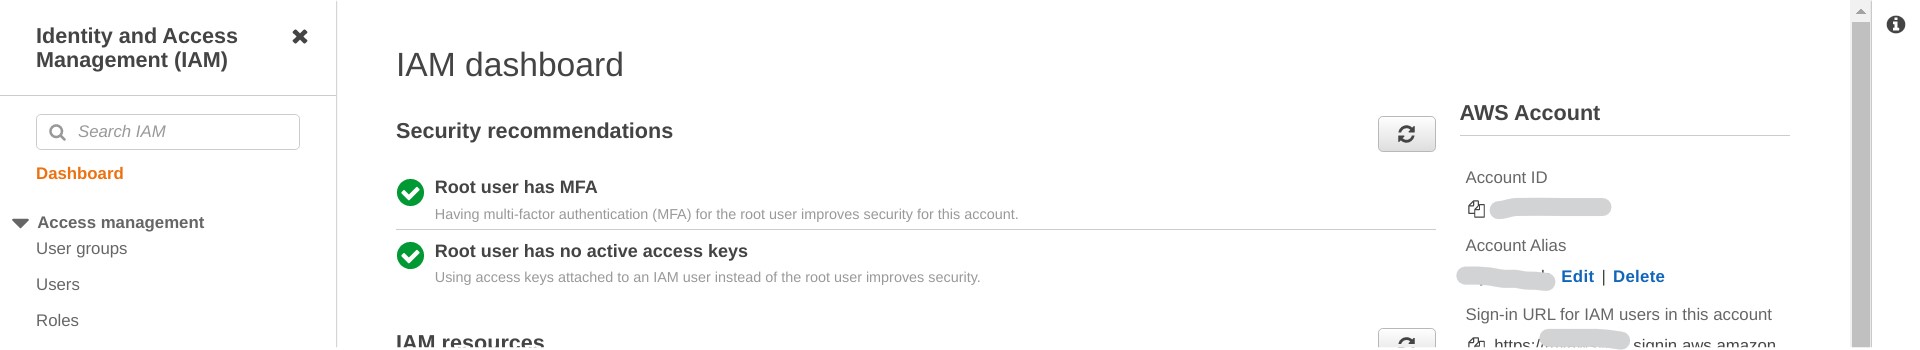 Identity and Access
Management (IAM)
Search IAM
Dashboard
Access management
User groups
Users
Roles
IAM dashboard
Security recommendations
Root user has MFA
Having multi-factor authentication (MFA) for the root user improves security for this account.
Root user has no active access keys
Using access keys attached to an IAM user instead of the root user improves security.
IAM resources
AWS Account
Account ID
Account Alias
Edit | Delete
Sign-in URL for IAM users in this account
https:/ signin.aws.amazon